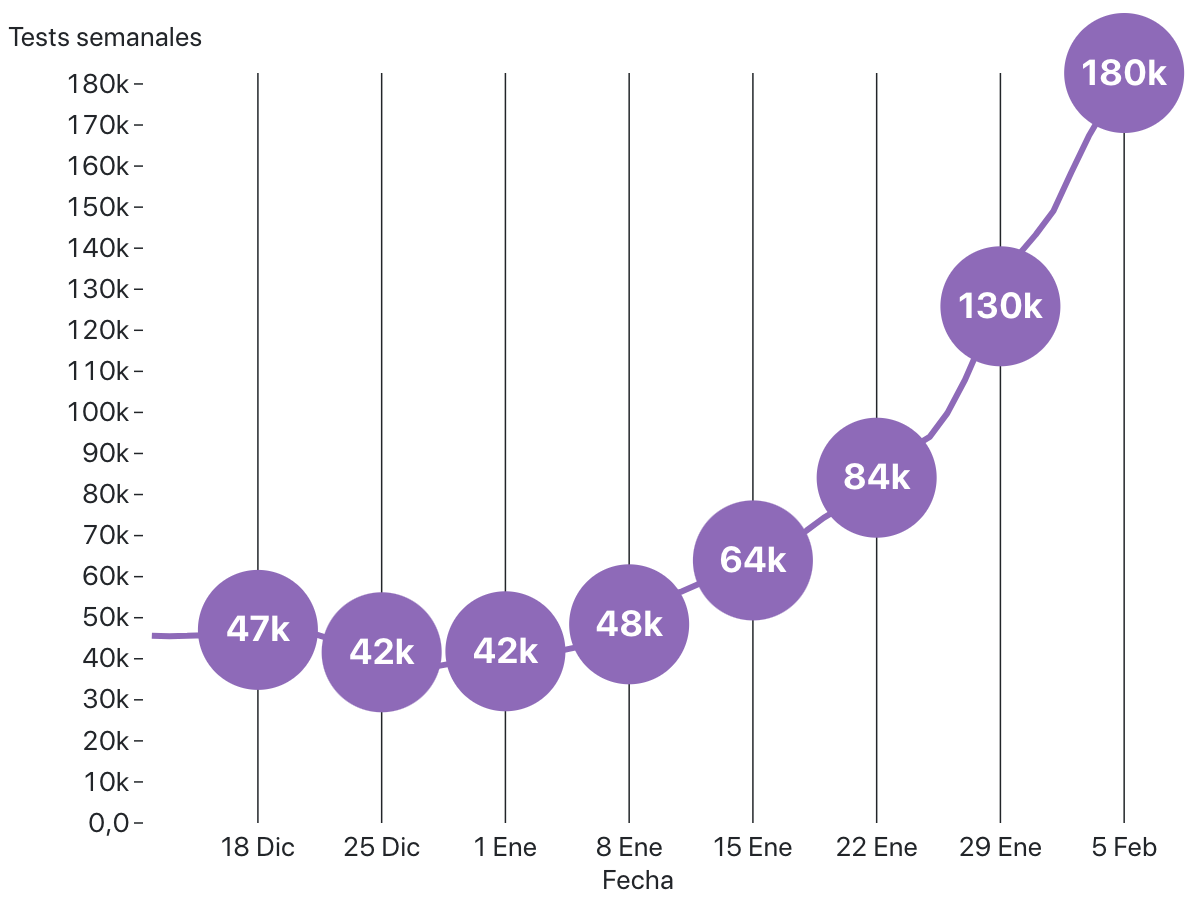 Tests semanales
180k
170k
160k
150k
140k
130k
120k
110k
100k
90k
80k
70k
60k
50k
40k
30k
20k
10k
0,0
47k
42k
42k
48k
64k
84k
130k
180k
18 Dic 25 Dic 1 Ene 8 Ene 15 Ene 22 Ene 29 Ene 5 Feb
Fecha